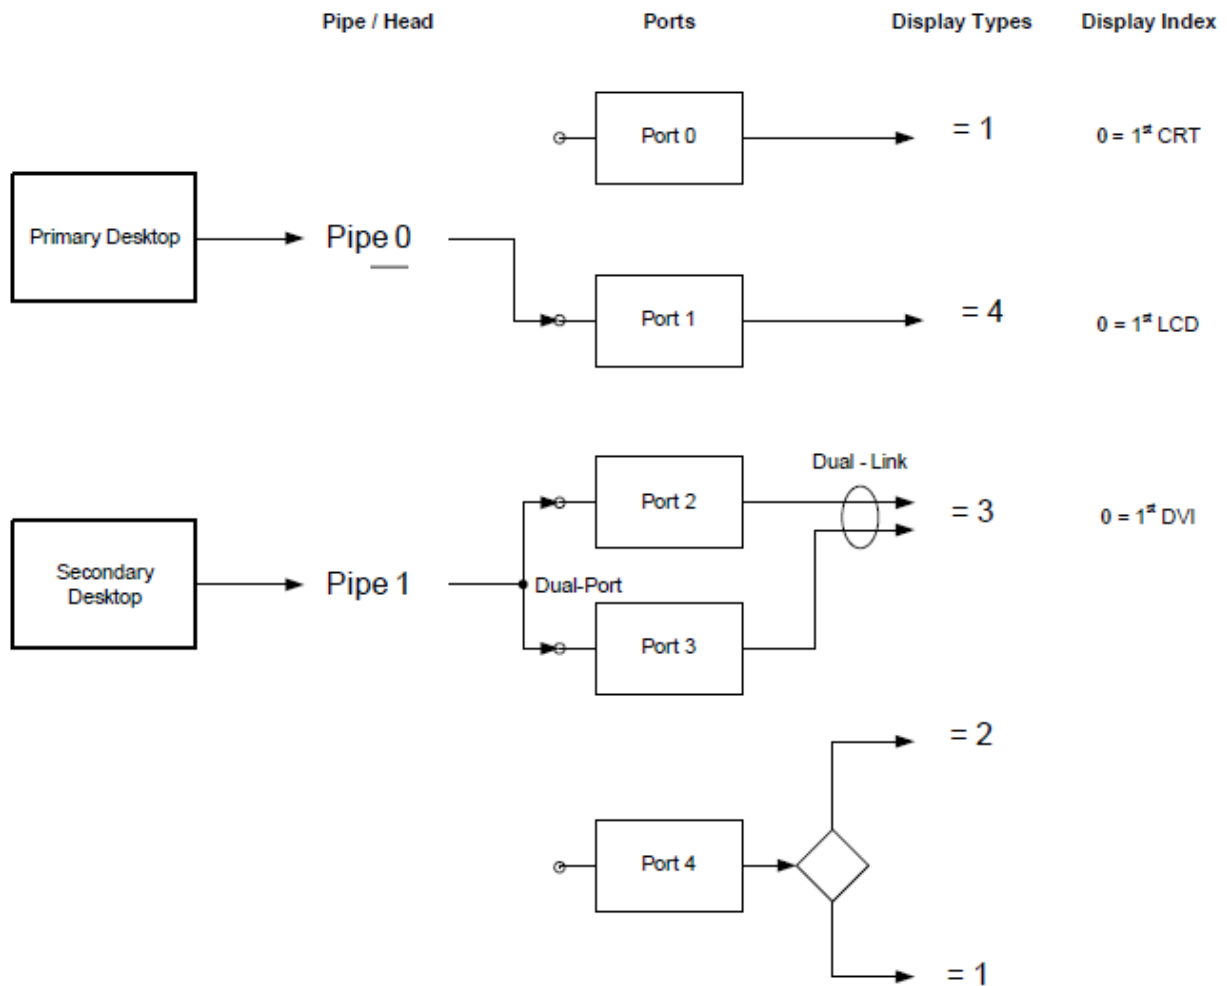 Pipe / Head Ports Display Types Display Index
Port 0 = 1 0 = 1st CRT
Primary Desktop Pipe 0
Port 1 = 4 0 = 1st LCD
Dual - Link
Port 2 = 3 0 = 1st DVI
Secondary
Desktop
Pipe 1 Dual-Port
Port 3
= 2
Port 4
= 1